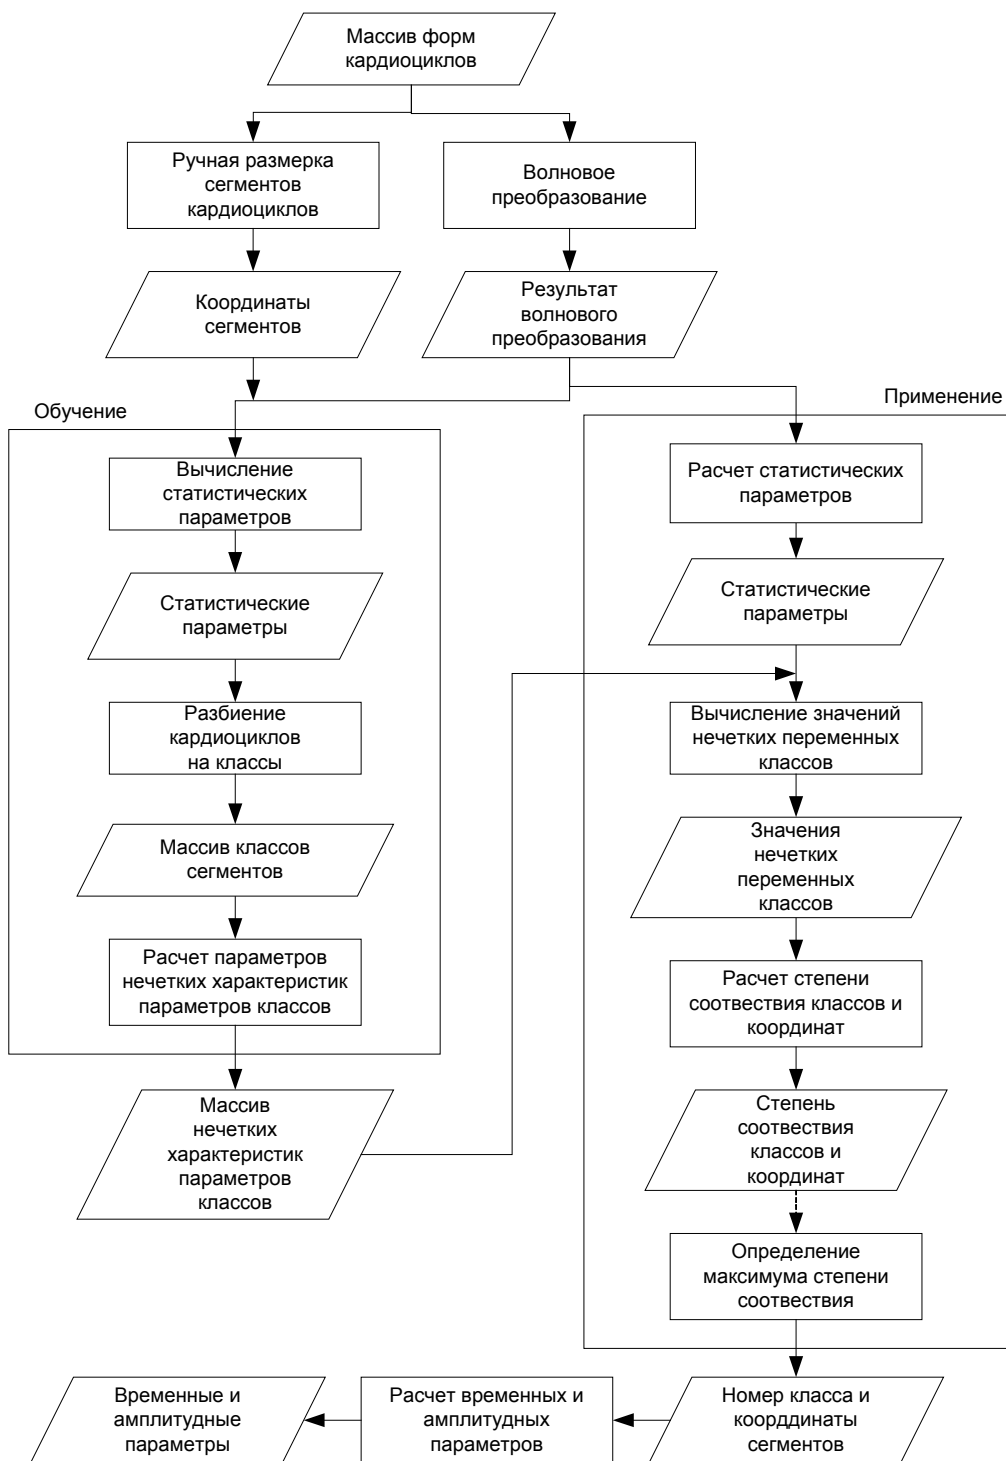 Массив форм
кардиоциклов
Ручная размерка
сегментов
кардиоциклов
Волновое
преобразование
Координаты
сегментов
Результат
волнового
преобразования
Обучение
Применение
Вычисление
статистических
параметров
Расчет статистических
параметров
Статистические
параметры
Статистические
параметры
Разбиение
кардиоциклов
на классы
Вычисление значений
нечетких переменных
классов
Массив классов
сегментов
Значения
нечетких
переменных
классов
Расчет параметров
нечетких характеристик
параметров классов
Расчет степени
соотвествия классов и
координат
Массив
нечетких
характеристик
параметров
классов
Степень
соотвествия
классов и
координат
Определение
максимума степени
соотвествия
Временные и
амплитудные
параметры
Расчет временных и
амплитудных
параметров
Номер класса и
коорддинаты
сегментов